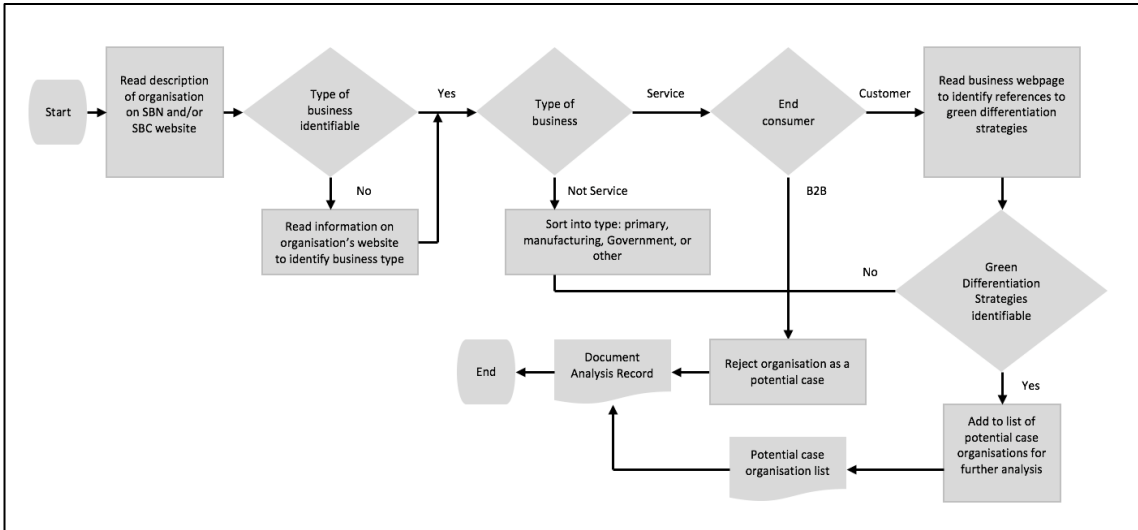 Start
Read description
of organisation
on SBN and/or
SBC website
Type of
business
identifiable
Yes
Type of
business
Service
End
consumer
Customer
Read business webpage
to identify references to
green differentiation
strategies
No
Read information on
organisation's website
to identify business type
Not Service
Sort into type: primary,
manufacturing, Government, or
other
B2B
No
Green
Differentiation
Strategies
identifiable
End
Document
Analysis Record
Reject organisation as a
potential case
Yes
Add to list of
potential case
organisations for
further analysis
Potential case
organisation list